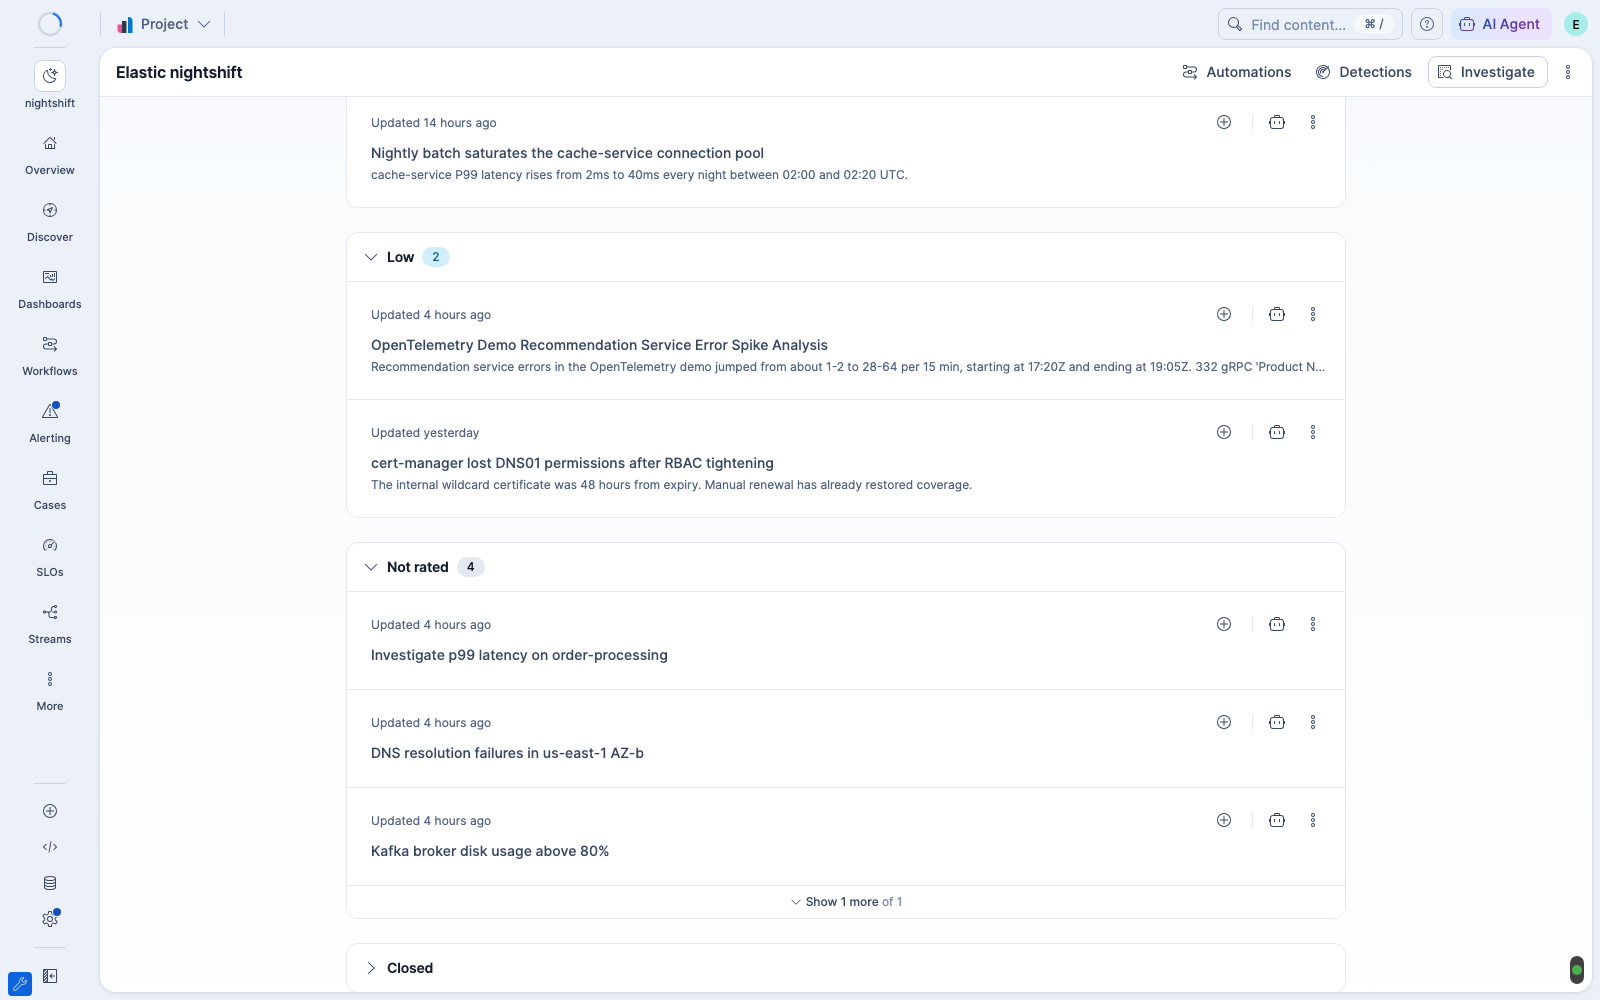 Project
Find content...
⌘ /
AI Agent
E
Elastic nightshift
Automations
Detections
Investigate
nightshift
Overview
Discover
Dashboards
Workflows
Alerting
Cases
SLOs
Streams
More
Updated 14 hours ago
Nightly batch saturates the cache-service connection pool
cache-service P99 latency rises from 2ms to 40ms every night between 02:00 and 02:20 UTC.
Low 2
Updated 4 hours ago
OpenTelemetry Demo Recommendation Service Error Spike Analysis
Recommendation service errors in the OpenTelemetry demo jumped from about 1-2 to 28-64 per 15 min, starting at 17:20Z and ending at 19:05Z. 332 gRPC 'Product N...
Updated yesterday
cert-manager lost DNS01 permissions after RBAC tightening
The internal wildcard certificate was 48 hours from expiry. Manual renewal has already restored coverage.
Not rated 4
Updated 4 hours ago
Investigate p99 latency on order-processing
Updated 4 hours ago
DNS resolution failures in us-east-1 AZ-b
Updated 4 hours ago
Kafka broker disk usage above 80%
Show 1 more of 1
Closed